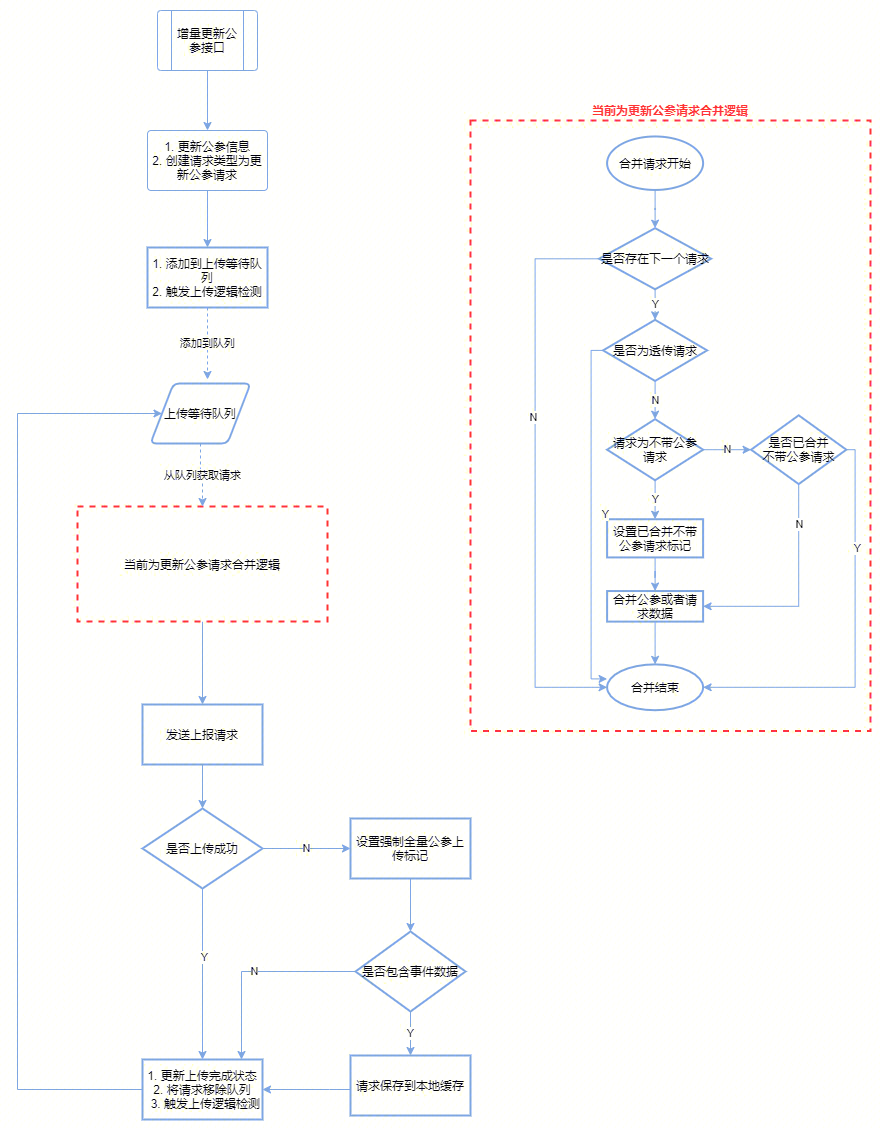 增量更新公
参接口
1. 更新公参信息
2. 创建请求类型为更
新公参请求
1. 添加到上传等待队
列
2. 触发上传逻辑检测
添加到队列
上传等待队列
从队列获取请求
当前为更新公参请求合并逻辑
发送上报请求
是否上传成功
N
设置强制全量公参上
传标记
Y
N
是否包含事件数据
Y
1. 更新上传完成状态
2. 将请求移除队列
3. 触发上传逻辑检测
请求保存到本地缓存
当前为更新公参请求合并逻辑
合并请求开始
是否存在下一个请求
Y
N
是否为透传请求
N
请求为不带公参
请求
N
是否已合并
不带公参请求
Y
Y
设置已合并不带
公参请求标记
N
Y
合并公参或者请
求数据
合并结束